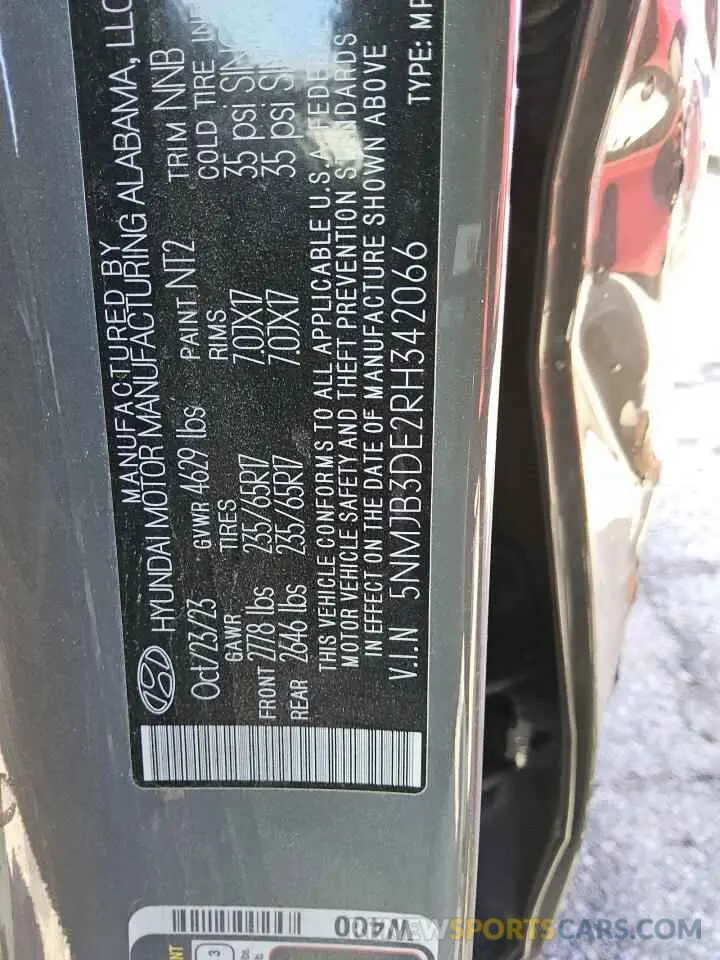 MANUFACTURED BY
HYUNDAI MOTOR MANUFACTURING ALABAMA, LLC
Oct/23/23 GVWR 4629 lbs PAINT NT2 TRIM NNB
GAWR TIRES RIMS COLD TIRE
FRONT 2778 lbs 235/65R17 7.0JX17 35 psi
REAR 2646 lbs 235/65R17 7.0JX17 35 psi
THIS VEHICLE CONFORMS TO ALL APPLICABLE U.S.A. FEDE
MOTOR VEHICLE SAFETY AND THEFT PREVENTION STANDARDS
IN EFFECT ON THE DATE OF MANUFACTURE SHOWN ABOVE
V.I.N 5NMJB3DE2RH342066 TYPE:
W400
3
VIEWSPORTSCARS.COM